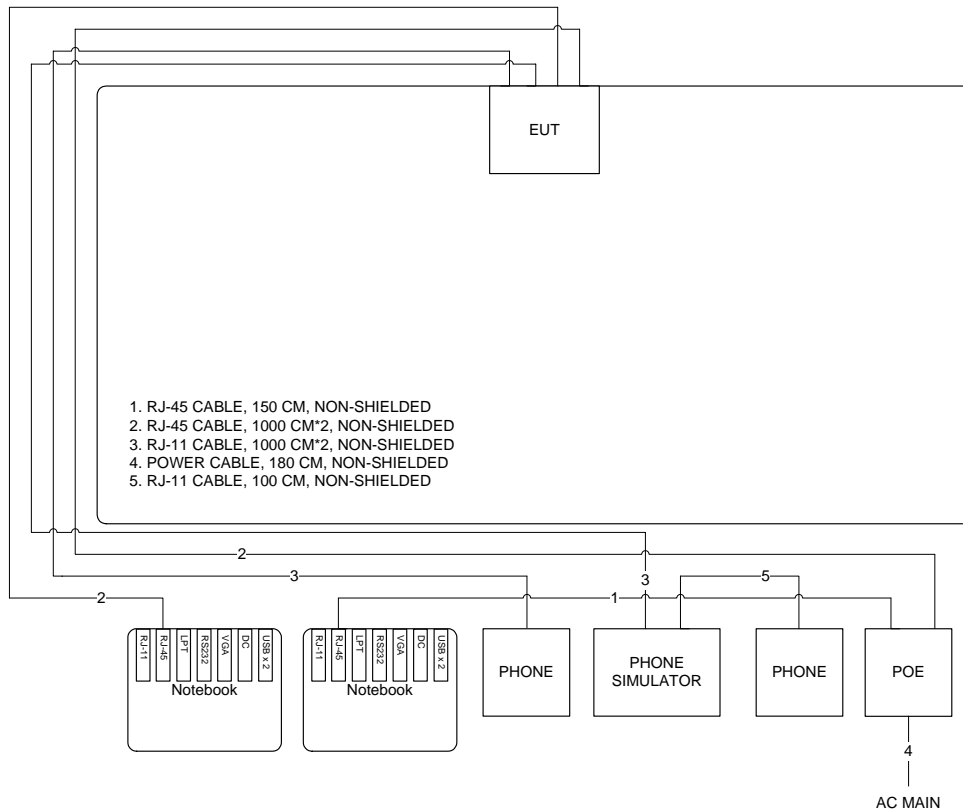 EUT
1. RJ-45 CABLE, 150 CM, NON-SHIELDED
2. RJ-45 CABLE, 1000 CM*2, NON-SHIELDED
3. RJ-11 CABLE, 1000 CM*2, NON-SHIELDED
4. POWER CABLE, 180 CM, NON-SHIELDED
5. RJ-11 CABLE, 100 CM, NON-SHIELDED
2
3
3
5
2
1
RJ-11
RJ-45
LPT
RS232
VGA
DC
USB x 2
Notebook
RJ-11
RJ-45
LPT
RS232
VGA
DC
USB x 2
Notebook
PHONE
PHONE
SIMULATOR
PHONE
POE
4
AC MAIN